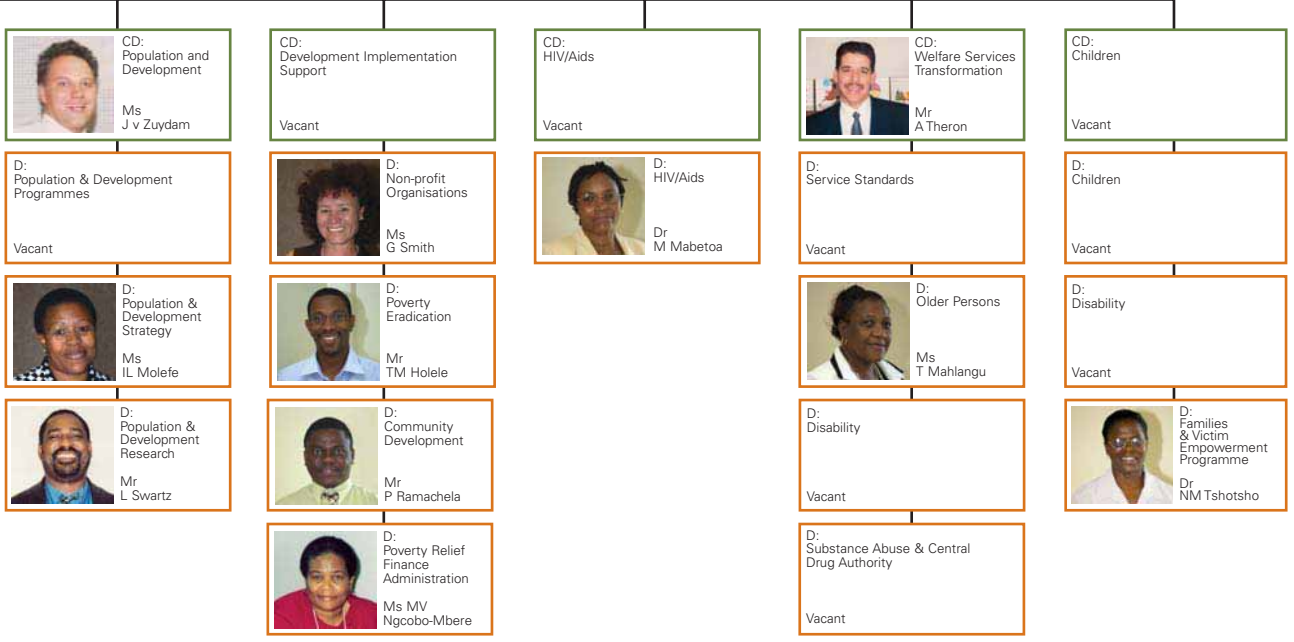 CD:
Population and
Development
Ms
J v Zuydam
D:
Population & Development
Programmes
Vacant
D:
Population &
Development
Strategy
Ms
IL Molefe
D:
Population &
Development
Research
Mr
L Swartz
CD:
Development Implementation
Support
Vacant
D:
Non-profit
Organisations
Ms
G Smith
D:
Poverty
Eradication
Mr
TM Holele
D:
Community
Development
Mr
P Ramachela
D:
Poverty Relief
Finance
Administration
Ms MV
Ngcobo-Mbere
CD:
HIV/Aids
Vacant
D:
HIV/Aids
Dr
M Mabetoa
CD:
Welfare Services
Transformation
Mr
A Theron
D:
Service Standards
Vacant
D:
Older Persons
Ms
T Mahlangu
D:
Disability
Vacant
D:
Substance Abuse & Central
Drug Authority
Vacant
CD:
Children
Vacant
D:
Children
Vacant
D:
Disability
Vacant
D:
Families
& Victim
Empowerment
Programme
Dr
NM Tshotsho